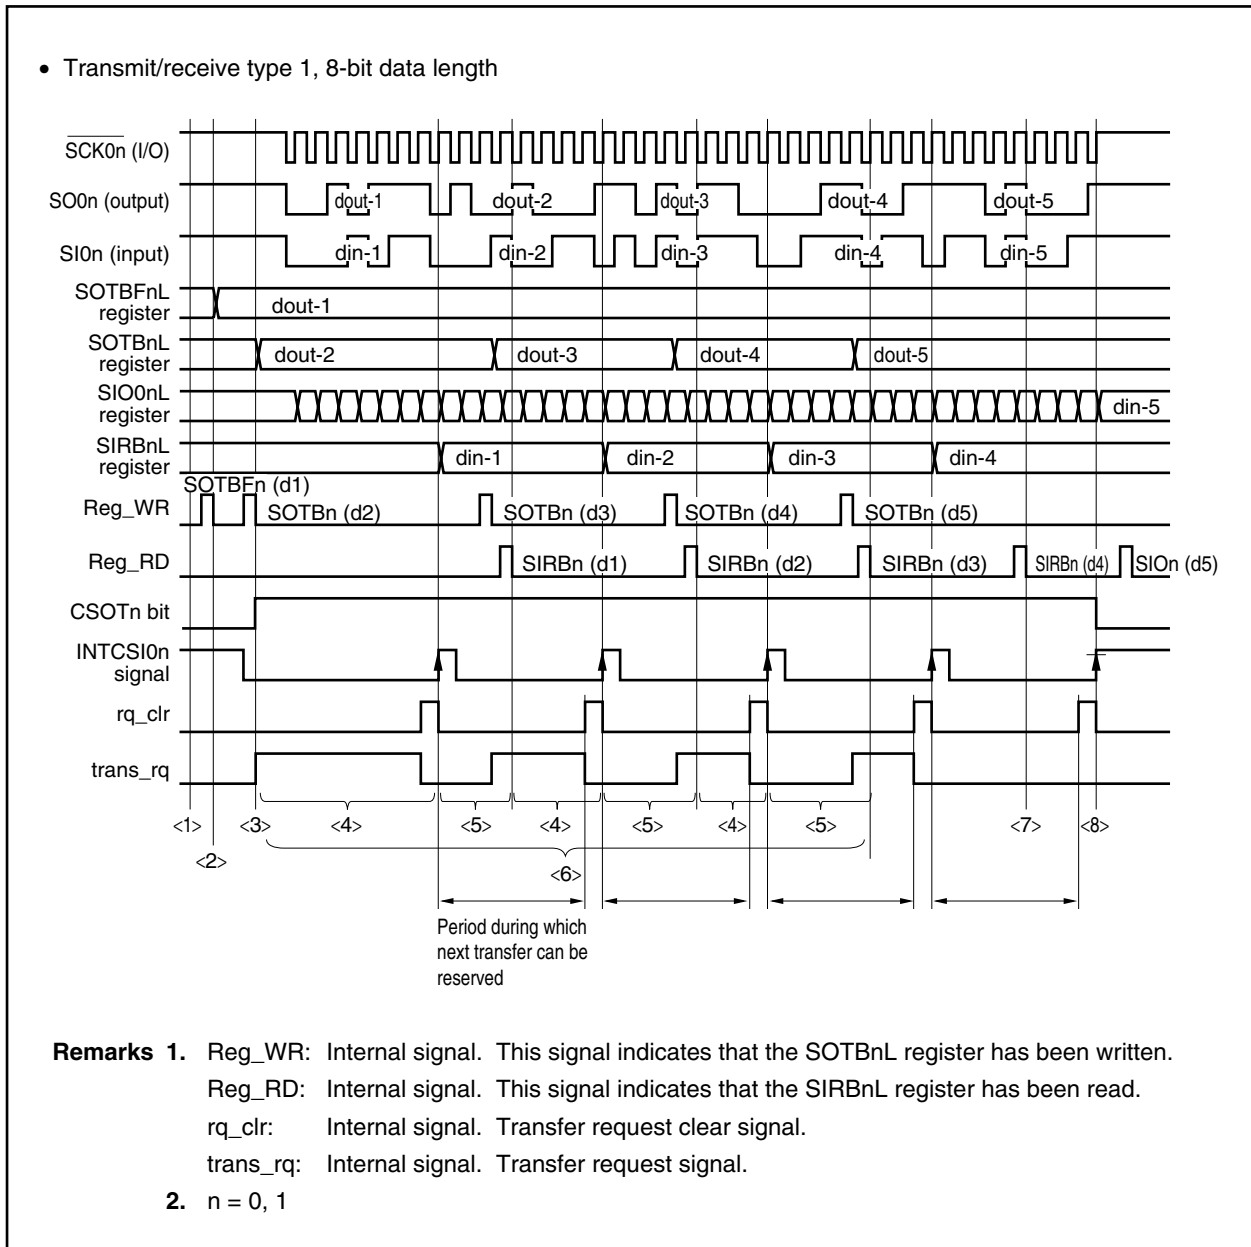 • Transmit/receive type 1, 8-bit data length
SCK0n (I/O)
SO0n (output) dout-1 dout-2 dout-3 dout-4 dout-5
SI0n (input) din-1 din-2 din-3 din-4 din-5
SOTBFnL
register dout-1
SOTBnL
register dout-2 dout-3 dout-4 dout-5
SIO0nL
register din-5
SIRBnL
register din-1 din-2 din-3 din-4
SOTBFn (d1)
Reg_WR SOTBn (d2) SOTBn (d3) SOTBn (d4) SOTBn (d5)
Reg_RD SIRBn (d1) SIRBn (d2) SIRBn (d3) SIRBn (d4) SIOn (d5)
CSOTn bit
INTCSI0n
signal
rq_clr
trans_rq
<1> <3> <4> <5> <4> <5> <4> <5> <7> <8>
<2> <6>
Period during which
next transfer can be
reserved
Remarks 1. Reg_WR: Internal signal. This signal indicates that the SOTBnL register has been written.
Reg_RD: Internal signal. This signal indicates that the SIRBnL register has been read.
rq_clr: Internal signal. Transfer request clear signal.
trans_rq: Internal signal. Transfer request signal.
2. n = 0, 1